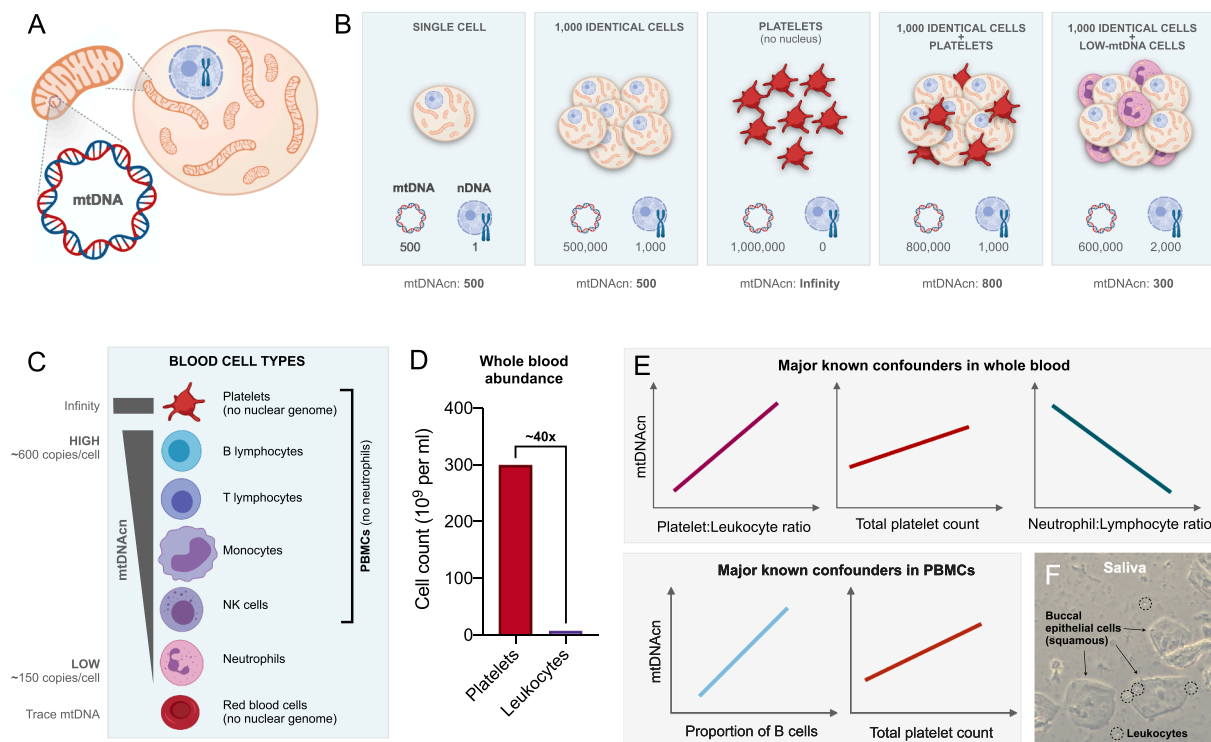 A
mtDNA
B
SINGLE CELL
mtDNA nDNA
500 1
mtDNAcn: 500
1,000 IDENTICAL CELLS
500,000 1,000
mtDNAcn: 500
PLATELETS
(no nucleus)
1,000,000 0
mtDNAcn: Infinity
1,000 IDENTICAL CELLS
+
PLATELETS
800,000 1,000
mtDNAcn: 800
1,000 IDENTICAL CELLS
+
LOW-mtDNA CELLS
600,000 2,000
mtDNAcn: 300
C
BLOOD CELL TYPES
Infinity
HIGH
~600 copies/cell
mtDNAcn
LOW
~150 copies/cell
Trace mtDNA
Platelets
(no nuclear genome)
B lymphocytes
T lymphocytes
Monocytes
NK cells
Neutrophils
Red blood cells
(no nuclear genome)
PBMCs (no neutrophils)
D
Whole blood
abundance
Cell count (10⁹ per ml)
400
300
200
100
0
~40x
Platelets
Leukocytes
E
Major known confounders in whole blood
mtDNAcn
Platelet:Leukocyte ratio
Total platelet count
Neutrophil:Lymphocyte ratio
Major known confounders in PBMCs
mtDNAcn
Proportion of B cells
Total platelet count
F
Saliva
Buccal
epithelial cells
(squamous)
Leukocytes